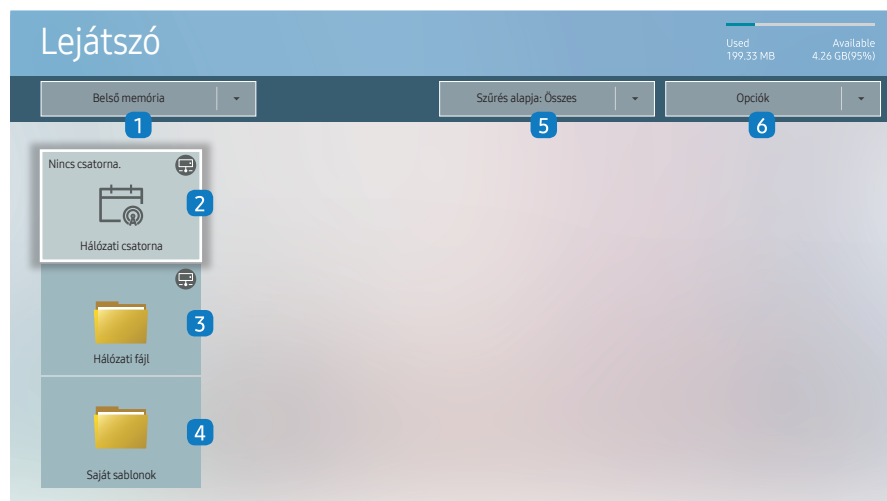 Lejátszó
Used Available
199.33 MB 4.26 GB(95%)
Belső memória Szűrés alapja: Összes Opciók
1 5 6
Nincs csatorna.
2
Hálózati csatorna
3
Hálózati fájl
4
Saját sablonok